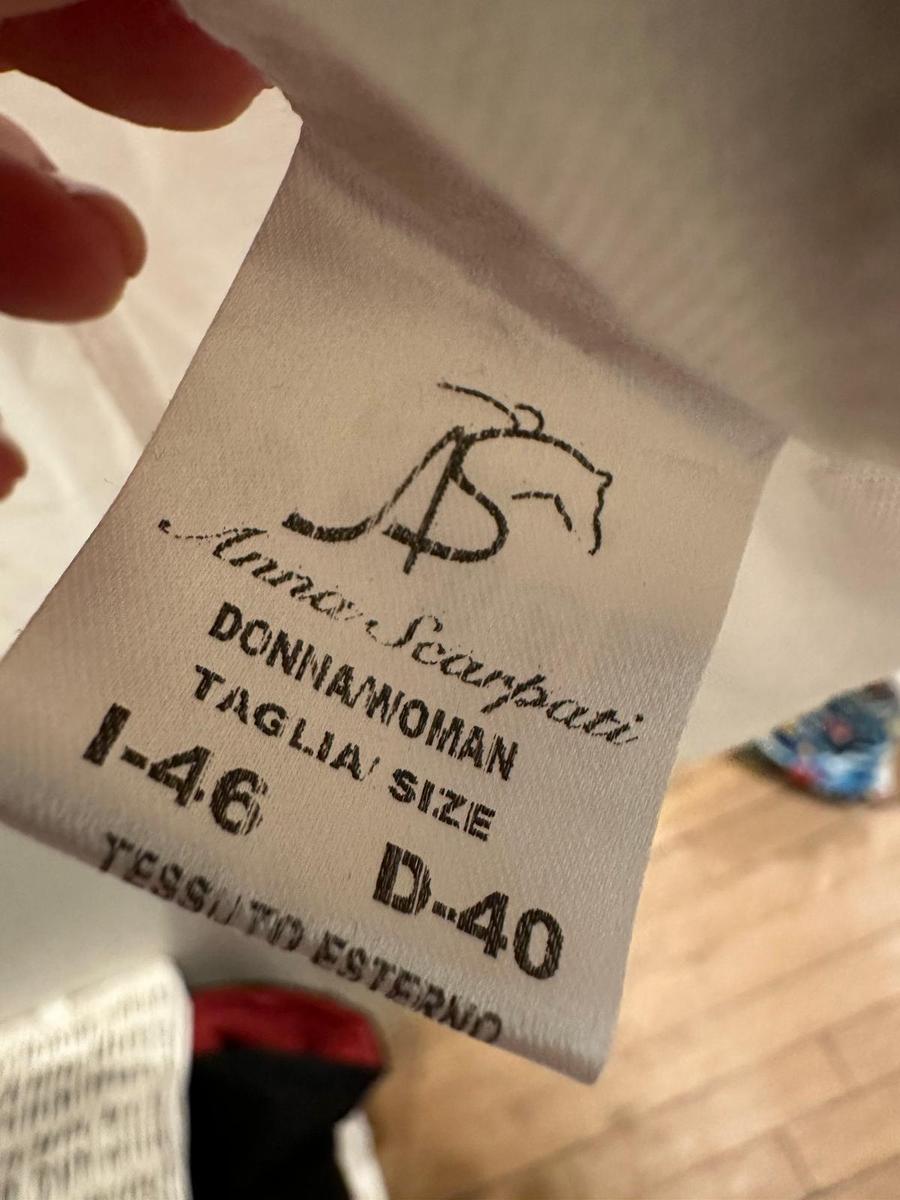 AS
Anna Scarpati
DONNA/WOMAN
TAGLIA/ SIZE
I-46 D-40
TESSUTO ESTERNO